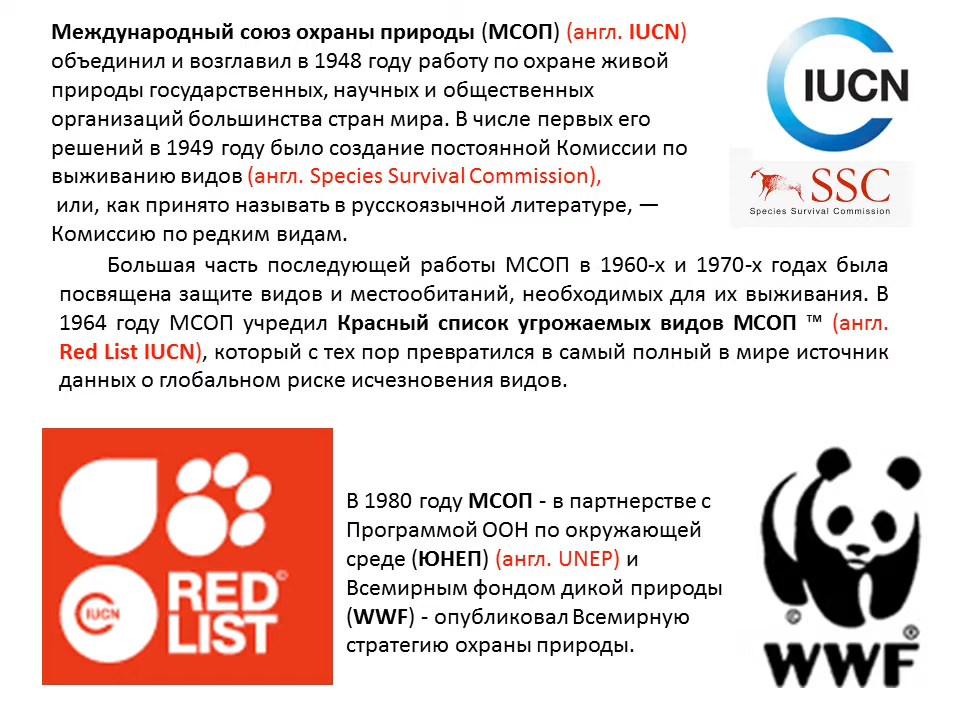 Международный союз охраны природы (МСОП) (англ. IUCN)
объединил и возглавил в 1948 году работу по охране живой
природы государственных, научных и общественных
организаций большинства стран мира. В числе первых его
решений в 1949 году было создание постоянной Комиссии по
выживанию видов (англ. Species Survival Commission),
или, как принято называть в русскоязычной литературе, —
Комиссию по редким видам.
IUCN
SSC
Species Survival Commission
Большая часть последующей работы МСОП в 1960-х и 1970-х годах была
посвящена защите видов и местообитаний, необходимых для их выживания. В
1964 году МСОП учредил Красный список угрожаемых видов МСОП ™ (англ.
Red List IUCN), который с тех пор превратился в самый полный в мире источник
данных о глобальном риске исчезновения видов.
IUCN
RED©
LIST
В 1980 году МСОП - в партнерстве с
Программой ООН по окружающей
среде (ЮНЕП) (англ. UNEP) и
Всемирным фондом дикой природы
(WWF) - опубликовал Всемирную
стратегию охраны природы.
©
®
WWF